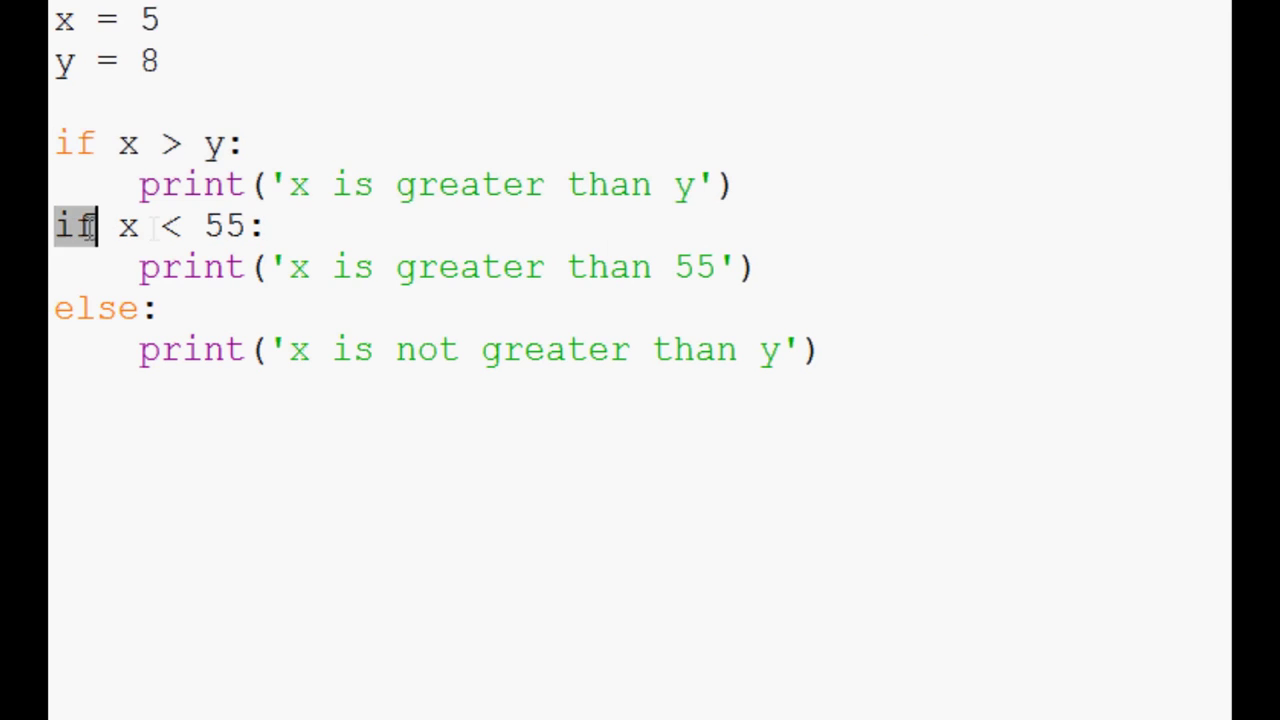 x = 5
y = 8
if x > y:
    print('x is greater than y')
if x < 55:
    print('x is greater than 55')
else:
    print('x is not greater than y')